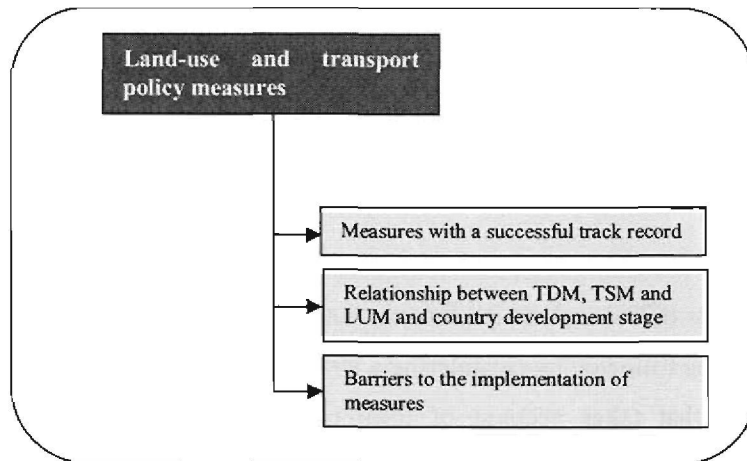 Land-use and transport
policy measures
Measures with a successful track record
Relationship between TDM, TSM and
LUM and country development stage
Barriers to the implementation of
measures